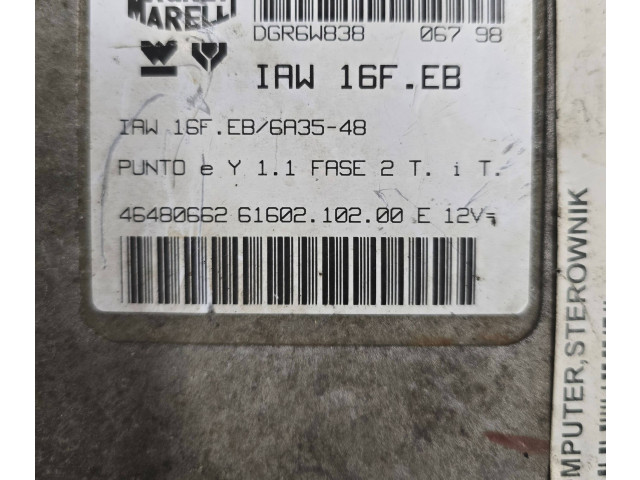 MARELLI
DGR6W838 067 98
IAW 16F.EB
IAW 16F.EB/6A35-48
PUNTO e Y 1.1 FASE 2 T. i T.
46480662 61602.102.00 E 12V
MPUTER,STEROWNIK